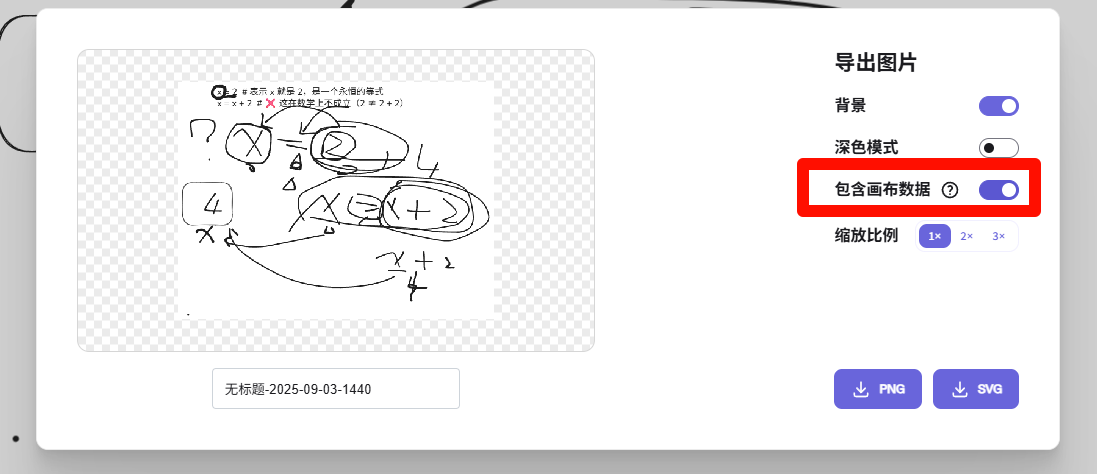 导出图片
x = 2 # 表示 x 就是 2，是一个永恒的等式
x = x + 2 # ❌ 这在数学上不成立（2 ≠ 2 + 2）
? x = 2
4
4 x = x + 2
x
x + 2
4
背景
深色模式
包含画布数据 ?
缩放比例 1× 2× 3×
无标题-2025-09-03-1440
PNG SVG